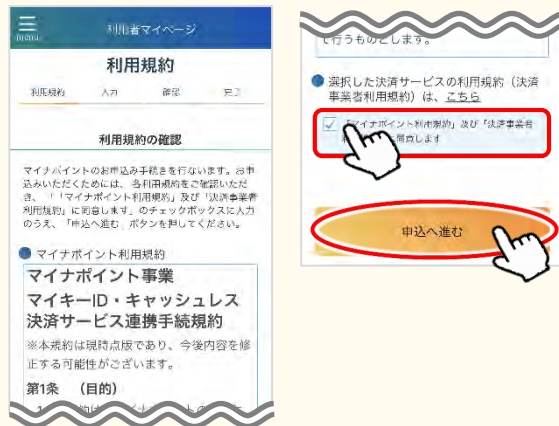 menu
利用者マイページ
利用規約
利用規約 入力 確認 完了
利用規約の確認
マイナポイントのお申込み手続きを行ないます。お申
込みいただくためには、各利用規約をご確認いただ
き、「「マイナポイント利用規約」及び「決済事業者
利用規約」に同意します」のチェックボックスに入力
のうえ、「申込へ進む」ボタンを押してください。
マイナポイント利用規約
マイナポイント事業
マイキーID・キャッシュレス
決済サービス連携手続規約
※本規約は現時点版であり、今後内容を修
正する可能性がございます。
第1条 （目的）
て行うものとします。
選択した決済サービスの利用規約（決済
事業者利用規約）は、こちら
「マイナポイント利用規約」及び「決済事業者
に同意します
申込へ進む